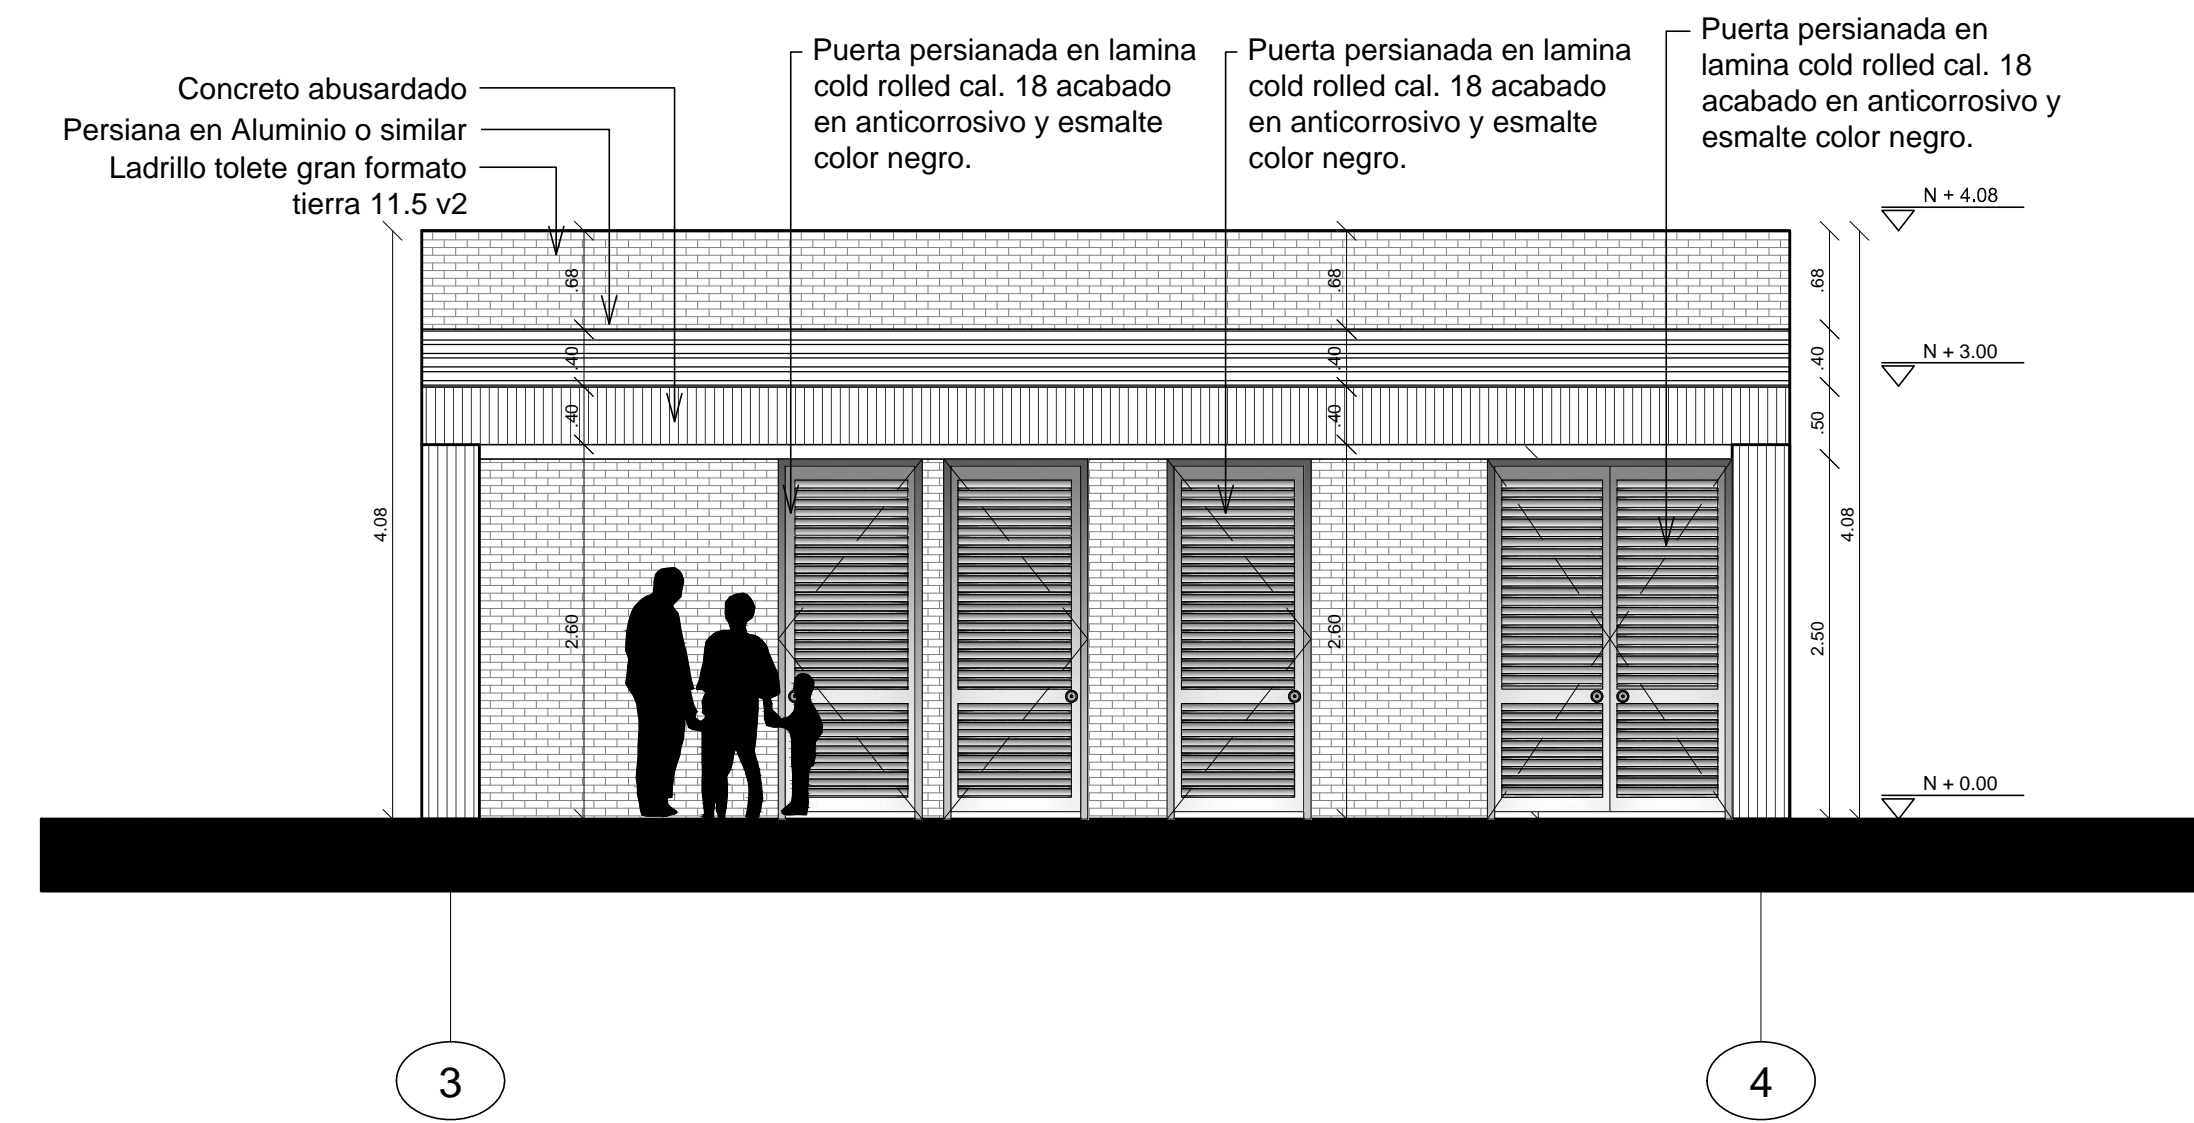 Concreto abusardado
Persiana en Aluminio o similar
Ladrillo tolete gran formato
tierra 11.5 v2
Puerta persianada en lamina
cold rolled cal. 18 acabado
en anticorrosivo y esmalte
color negro.
Puerta persianada en lamina
cold rolled cal. 18 acabado
en anticorrosivo y esmalte
color negro.
Puerta persianada en
lamina cold rolled cal. 18
acabado en anticorrosivo y
esmalte color negro.
N + 4.08
N + 3.00
N + 0.00
4.08
.68
.40
.40
2.60
.68
.40
.40
2.60
.68
.40
.50
2.50
4.08
3
4